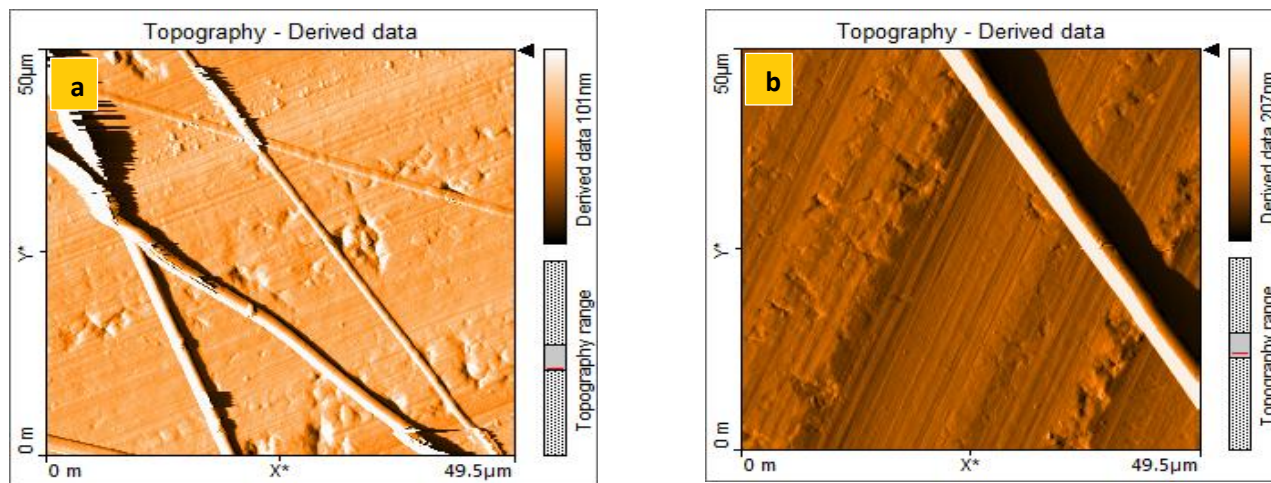 Topography - Derived data
a
50µm
Y*
0 m
0 m
X*
49.5µm
Derived data 101nm
Topography range
Topography - Derived data
b
50µm
Y*
0 m
0 m
X*
49.5µm
Derived data 207nm
Topography range